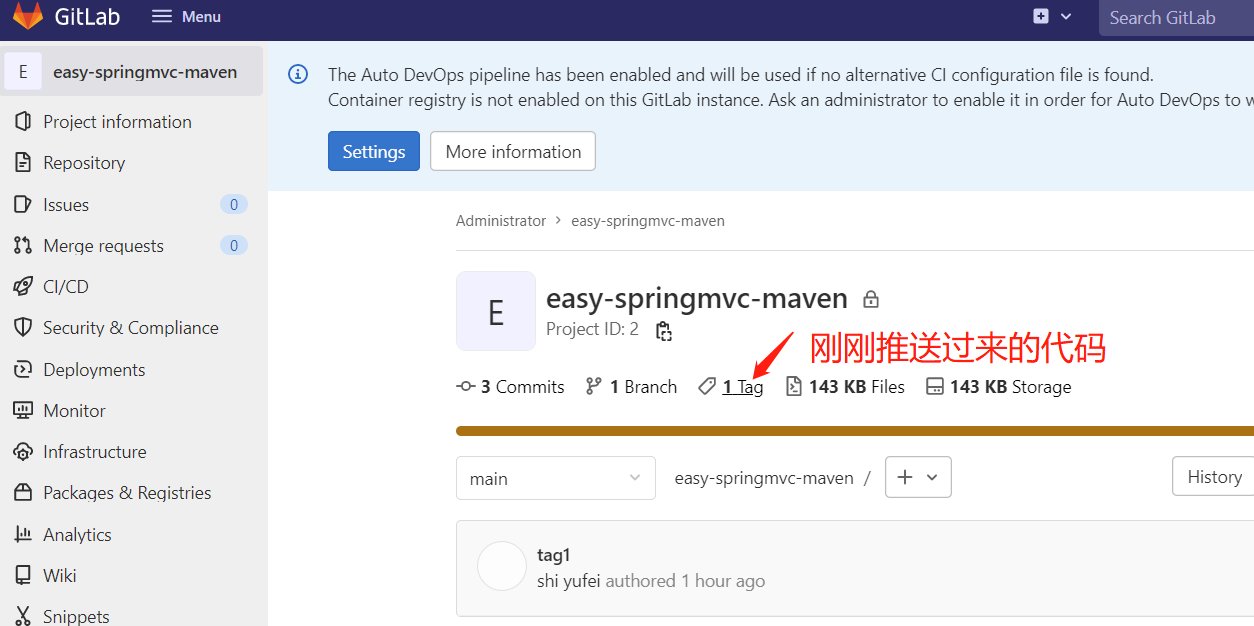 GitLab Menu Search GitLab
E easy-springmvc-maven
Project information
Repository
Issues 0
Merge requests 0
CI/CD
Security & Compliance
Deployments
Monitor
Infrastructure
Packages & Registries
Analytics
Wiki
Snippets
The Auto DevOps pipeline has been enabled and will be used if no alternative CI configuration file is found.
Container registry is not enabled on this GitLab instance. Ask an administrator to enable it in order for Auto DevOps to
Settings More information
Administrator > easy-springmvc-maven
E
easy-springmvc-maven
Project ID: 2
刚刚推送过来的代码
3 Commits 1 Branch 1 Tag 143 KB Files 143 KB Storage
main easy-springmvc-maven / + History
tag1
shi yufei authored 1 hour ago